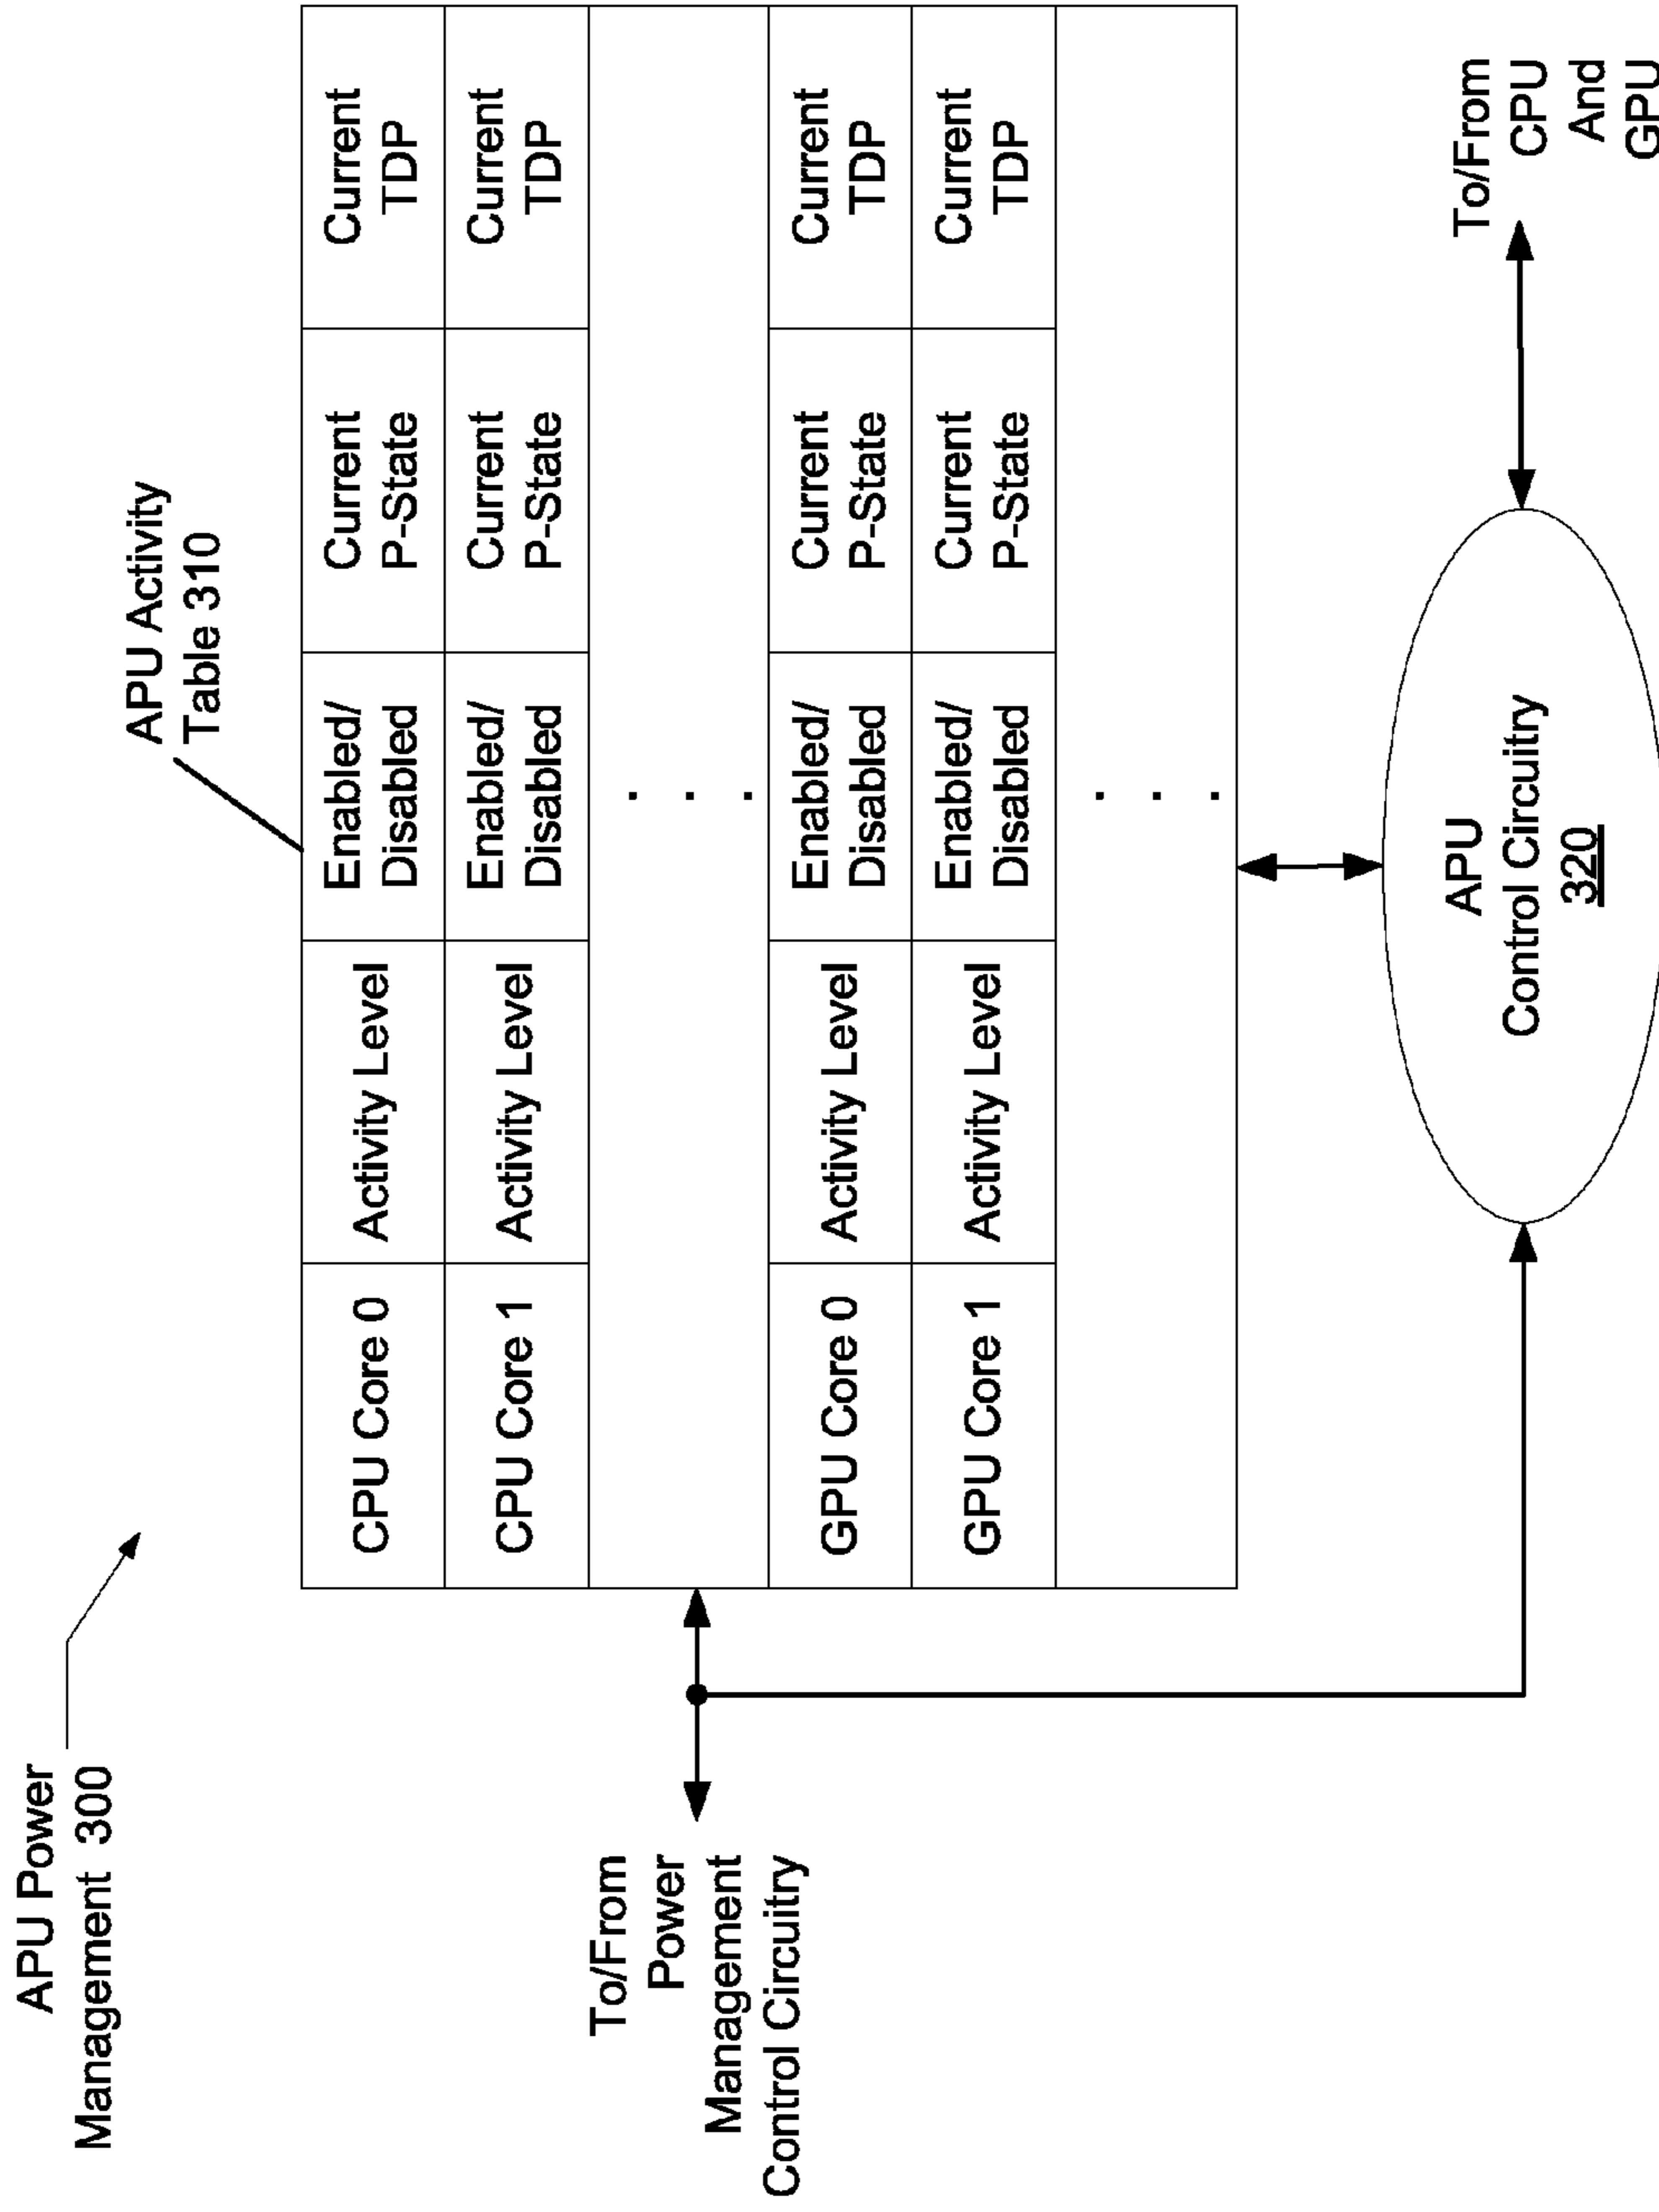 APU Power
Management 300
APU Activity
Table 310
CPU Core 0
Activity Level
Enabled/
Disabled
Current
P-State
Current
TDP
CPU Core 1
Activity Level
Enabled/
Disabled
Current
P-State
Current
TDP
. . .
GPU Core 0
Activity Level
Enabled/
Disabled
Current
P-State
Current
TDP
GPU Core 1
Activity Level
Enabled/
Disabled
Current
P-State
Current
TDP
. . .
To/From
Power
Management
Control Circuitry
APU
Control Circuitry
320
To/From
CPU
And
GPU